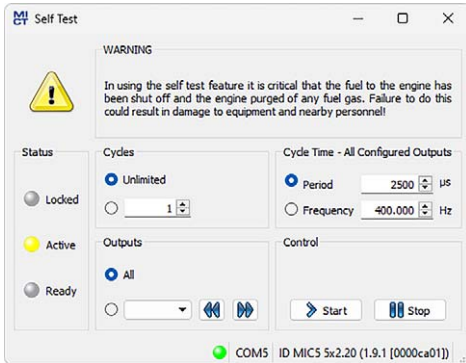 MI
CT Self Test
WARNING
In using the self test feature it is critical that the fuel to the engine has
been shut off and the engine purged of any fuel gas. Failure to do this
could result in damage to equipment and nearby personnel!
Status
Locked
Active
Ready
Cycles
Unlimited
1
Cycle Time - All Configured Outputs
Period 2500 µs
Frequency 400.000 Hz
Outputs
All
Control
Start Stop
COM5 ID MIC5 5x2.20 (1.9.1 [0000ca01])